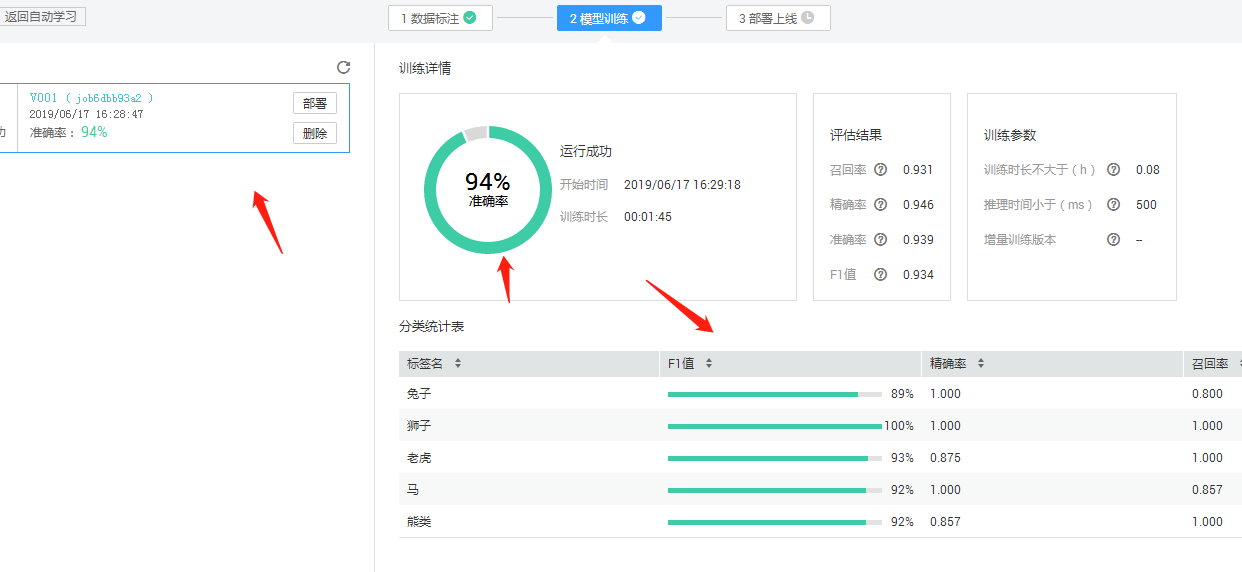 返回自动学习
1 数据标注
2 模型训练
3 部署上线
V001 ( job6dbb93a2 )
部署
2019/06/17 16:28:47
准确率： 94%
删除
训练详情
94%
准确率
运行成功
开始时间 2019/06/17 16:29:18
训练时长 00:01:45
评估结果
召回率 ? 0.931
精确率 ? 0.946
准确率 ? 0.939
F1值 ? 0.934
训练参数
训练时长不大于 ( h ) ? 0.08
推理时间小于 ( ms ) ? 500
增量训练版本 ? --
分类统计表
标签名 F1值 精确率 召回率
兔子 89% 1.000 0.800
狮子 100% 1.000 1.000
老虎 93% 0.875 1.000
马 92% 1.000 0.857
熊类 92% 0.857 1.000